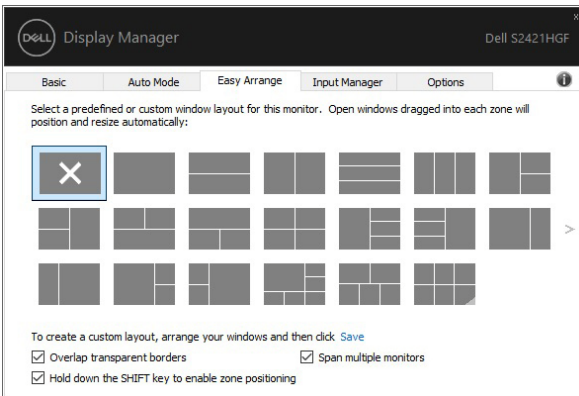 DELL Display Manager
Dell S2421HGF
Basic
Auto Mode
Easy Arrange
Input Manager
Options
Select a predefined or custom window layout for this monitor. Open windows dragged into each zone will
position and resize automatically:
To create a custom layout, arrange your windows and then click Save
Overlap transparent borders
Span multiple monitors
Hold down the SHIFT key to enable zone positioning